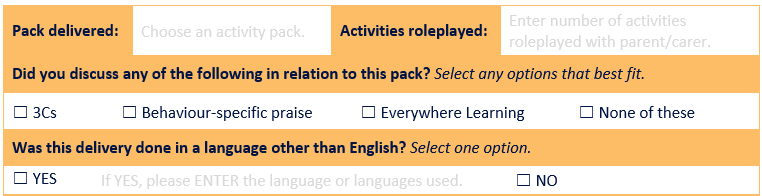 Pack delivered: Choose an activity pack. Activities roleplayed: Enter number of activities
roleplayed with parent/carer.
Did you discuss any of the following in relation to this pack? Select any options that best fit.
☐ 3Cs ☐ Behaviour-specific praise ☐ Everywhere Learning ☐ None of these
Was this delivery done in a language other than English? Select one option.
☐ YES If YES, please ENTER the language or languages used. ☐ NO